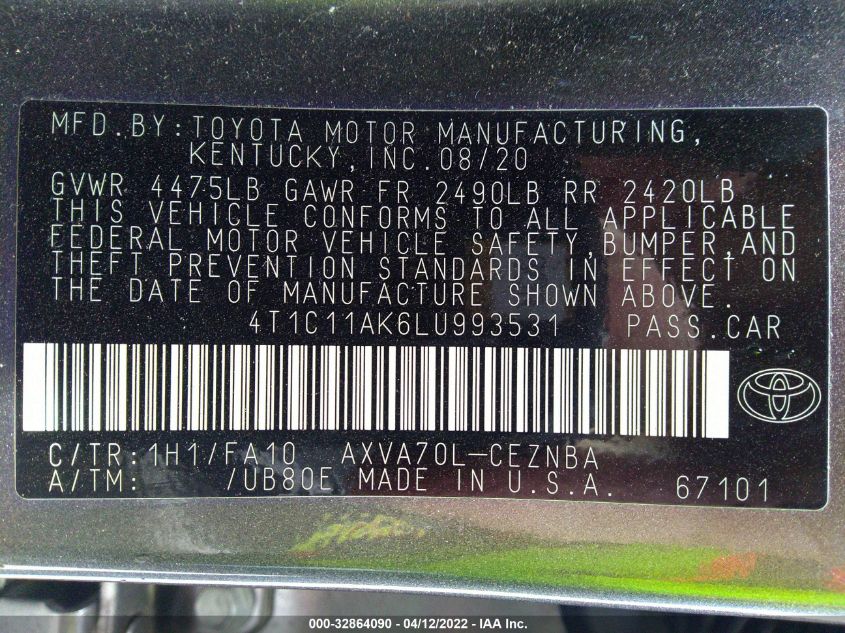 MFD.BY:TOYOTA MOTOR MANUFACTURING,
KENTUCKY,INC.08/20
GVWR 4475LB GAWR FR 2490LB RR 2420LB
THIS VEHICLE CONFORMS TO ALL APPLICABLE
FEDERAL MOTOR VEHICLE SAFETY,BUMPER,AND
THEFT PREVENTION STANDARDS IN EFFECT ON
THE DATE OF MANUFACTURE SHOWN ABOVE.
4T1C11AK6LU993531 PASS.CAR
C/TR:1H1/FA10 AXVA70L-CEZNBA
A/TM: /UB80E MADE IN U.S.A. 67101
000-32864090 - 04/12/2022 - IAA Inc.